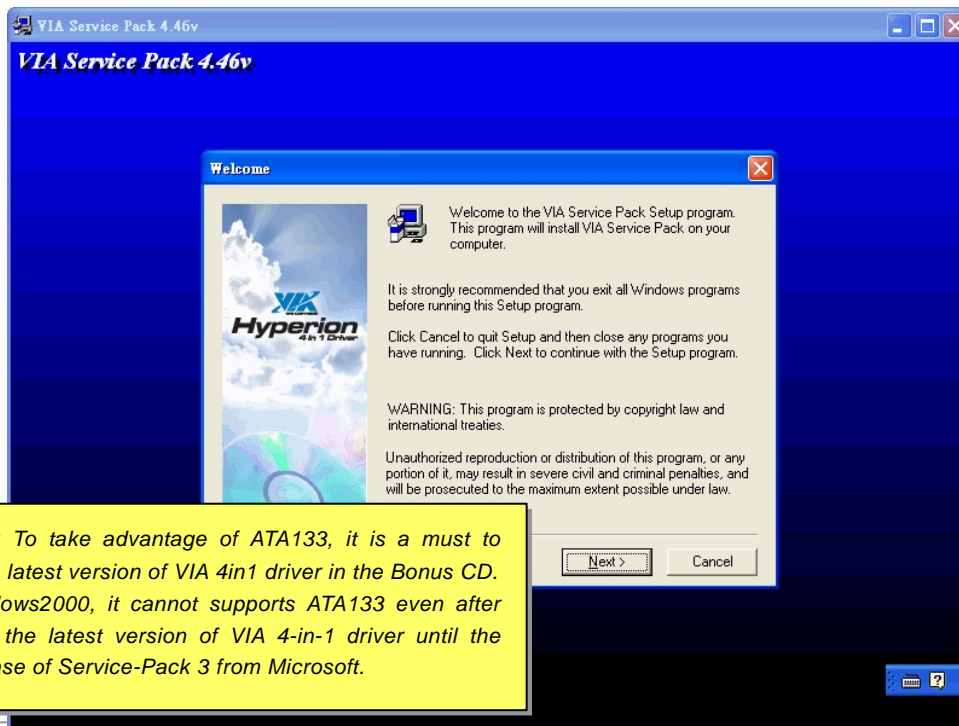 VIA Service Pack 4.46v
VIA Service Pack 4.46v
Welcome
Welcome to the VIA Service Pack Setup program.
This program will install VIA Service Pack on your
computer.
It is strongly recommended that you exit all Windows programs
before running this Setup program.
Click Cancel to quit Setup and then close any programs you
have running. Click Next to continue with the Setup program.
WARNING: This program is protected by copyright law and
international treaties.
Unauthorized reproduction or distribution of this program, or any
portion of it, may result in severe civil and criminal penalties, and
will be prosecuted to the maximum extent possible under law.
VIA
Hyperion
4 in 1 Driver
Next >
Cancel
To take advantage of ATA133, it is a must to
latest version of VIA 4in1 driver in the Bonus CD.
it cannot supports ATA133 even after
the latest version of VIA 4-in-1 driver until the
of Service-Pack 3 from Microsoft.